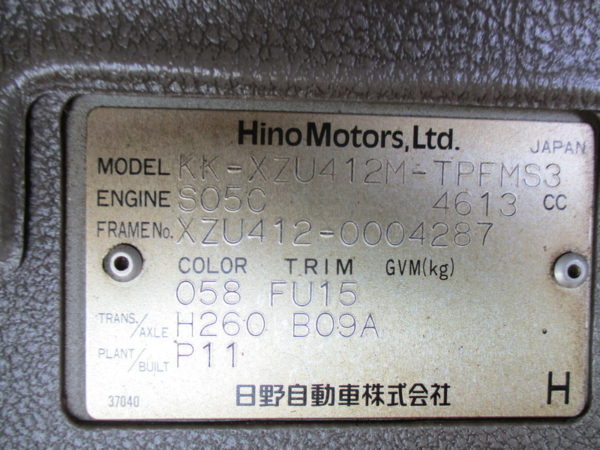 Hino Motors, Ltd.
JAPAN
MODEL KK-XZU412M-TPFMS3
ENGINE S05C 4613 CC
FRAME No. XZU412-0004287
COLOR TRIM GVM(kg)
058 FU15
TRANS./AXLE H260 B09A
PLANT/BUILT P11
37040 日野自動車株式会社 H